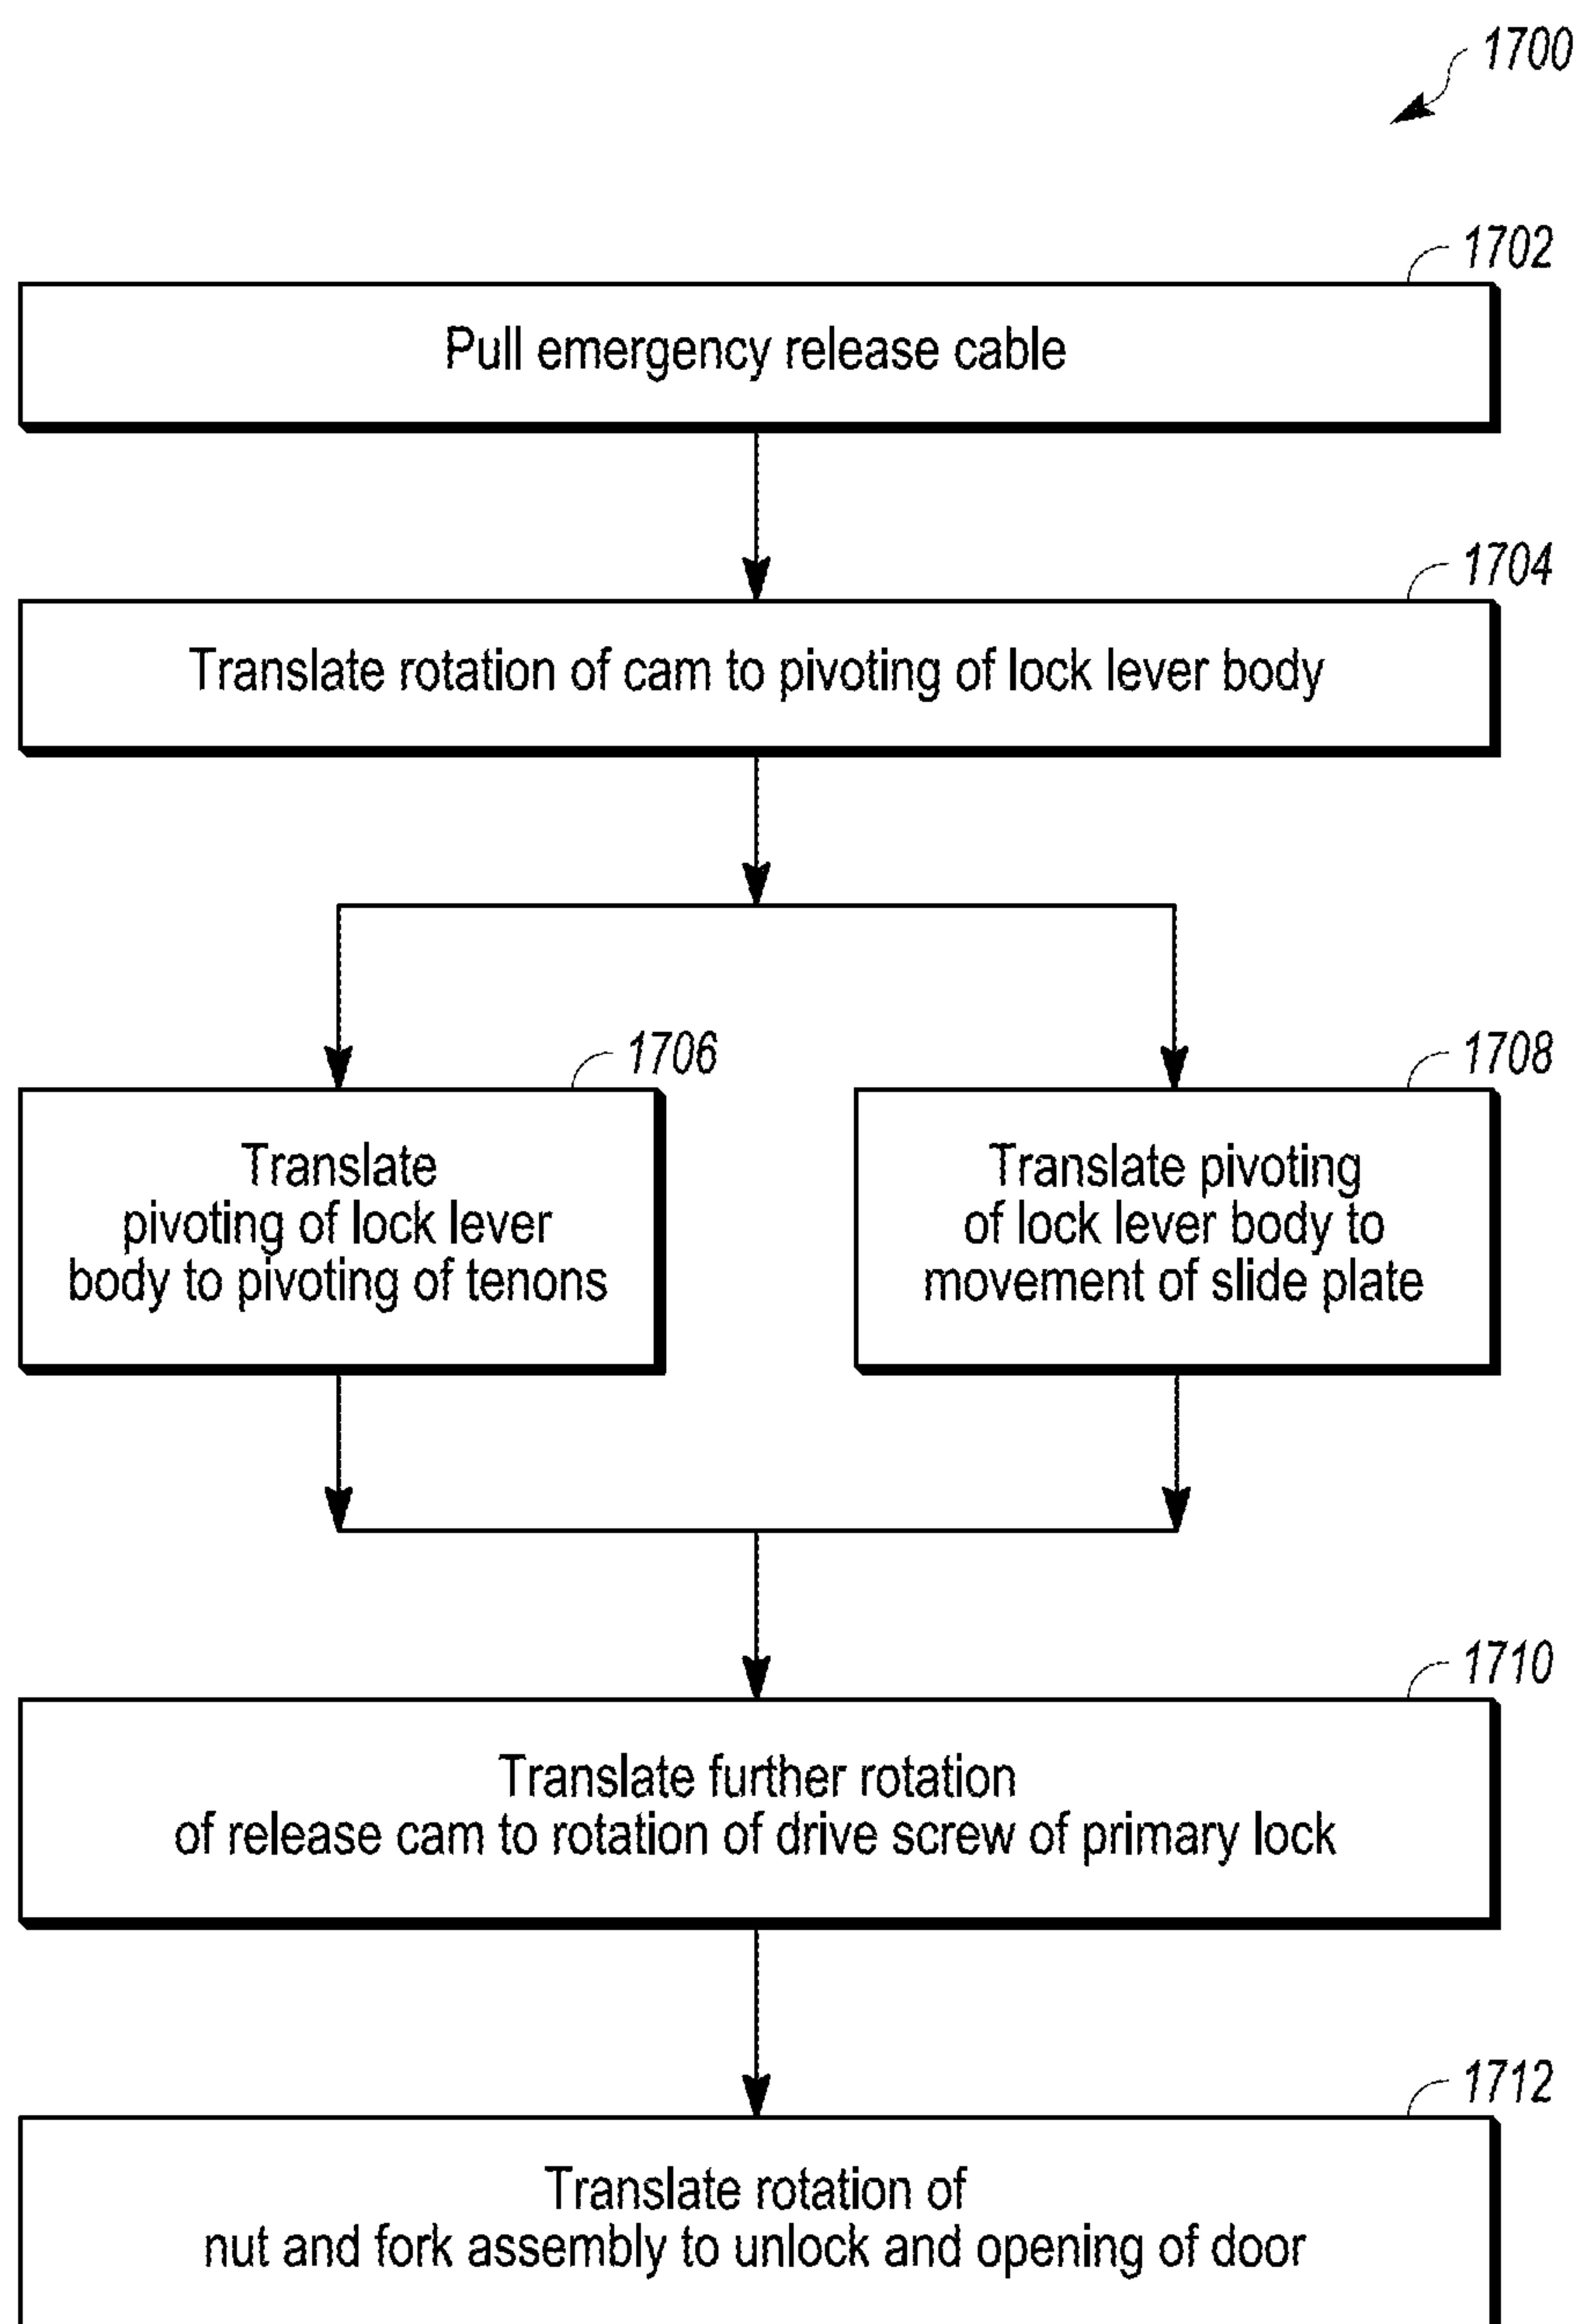 1700
1702
Pull emergency release cable
1704
Translate rotation of cam to pivoting of lock lever body
1706
Translate
pivoting of lock lever
body to pivoting of tenons
1708
Translate pivoting
of lock lever body to
movement of slide plate
1710
Translate further rotation
of release cam to rotation of drive screw of primary lock
1712
Translate rotation of
nut and fork assembly to unlock and opening of door